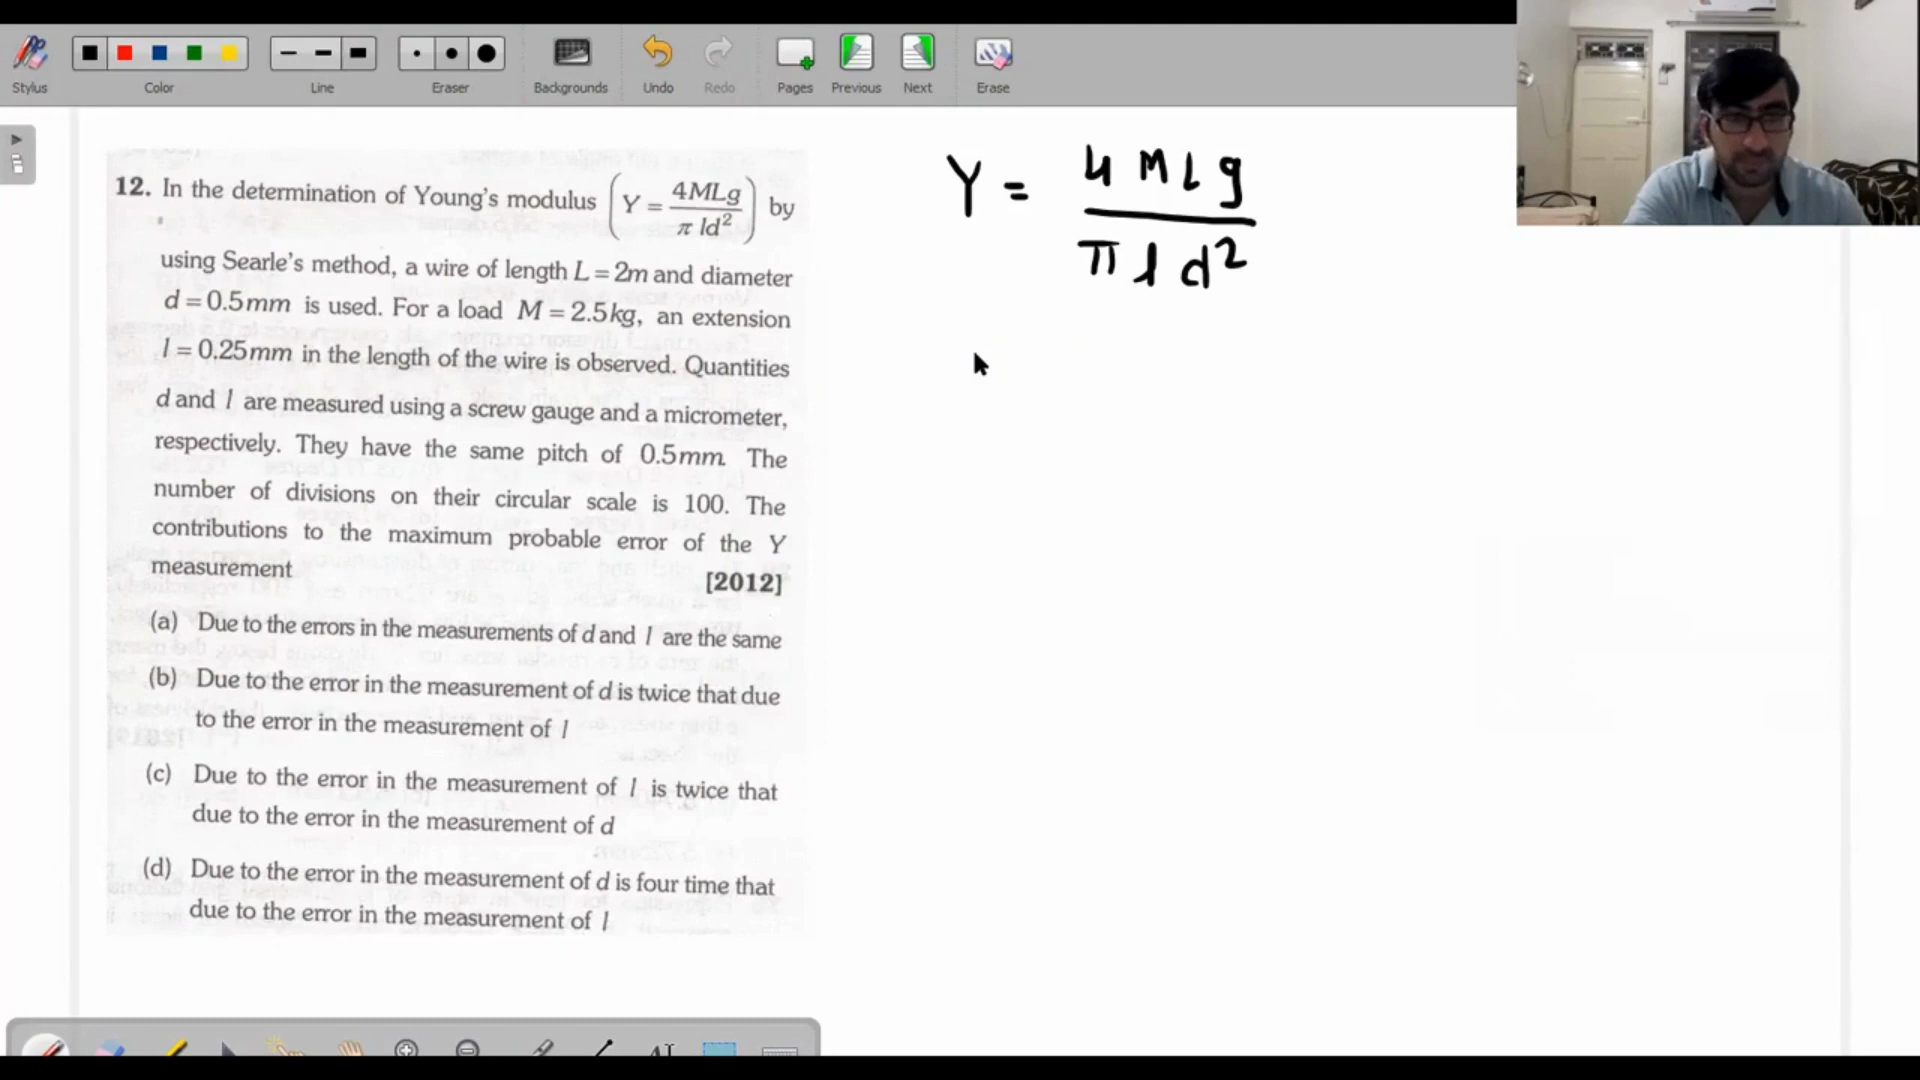 Stylus
Color
Line
Eraser
Backgrounds
Undo
Redo
Pages
Previous
Next
Erase
12. In the determination of Young's modulus (Y = 4MLg / π ld²) by
using Searle's method, a wire of length L = 2m and diameter
d = 0.5mm is used. For a load M = 2.5kg, an extension
l = 0.25mm in the length of the wire is observed. Quantities
d and l are measured using a screw gauge and a micrometer,
respectively. They have the same pitch of 0.5mm. The
number of divisions on their circular scale is 100. The
contributions to the maximum probable error of the Y
measurement [2012]
(a) Due to the errors in the measurements of d and l are the same
(b) Due to the error in the measurement of d is twice that due
to the error in the measurement of l
(c) Due to the error in the measurement of l is twice that
due to the error in the measurement of d
(d) Due to the error in the measurement of d is four time that
due to the error in the measurement of l
Y = 4 M L g
π l d²